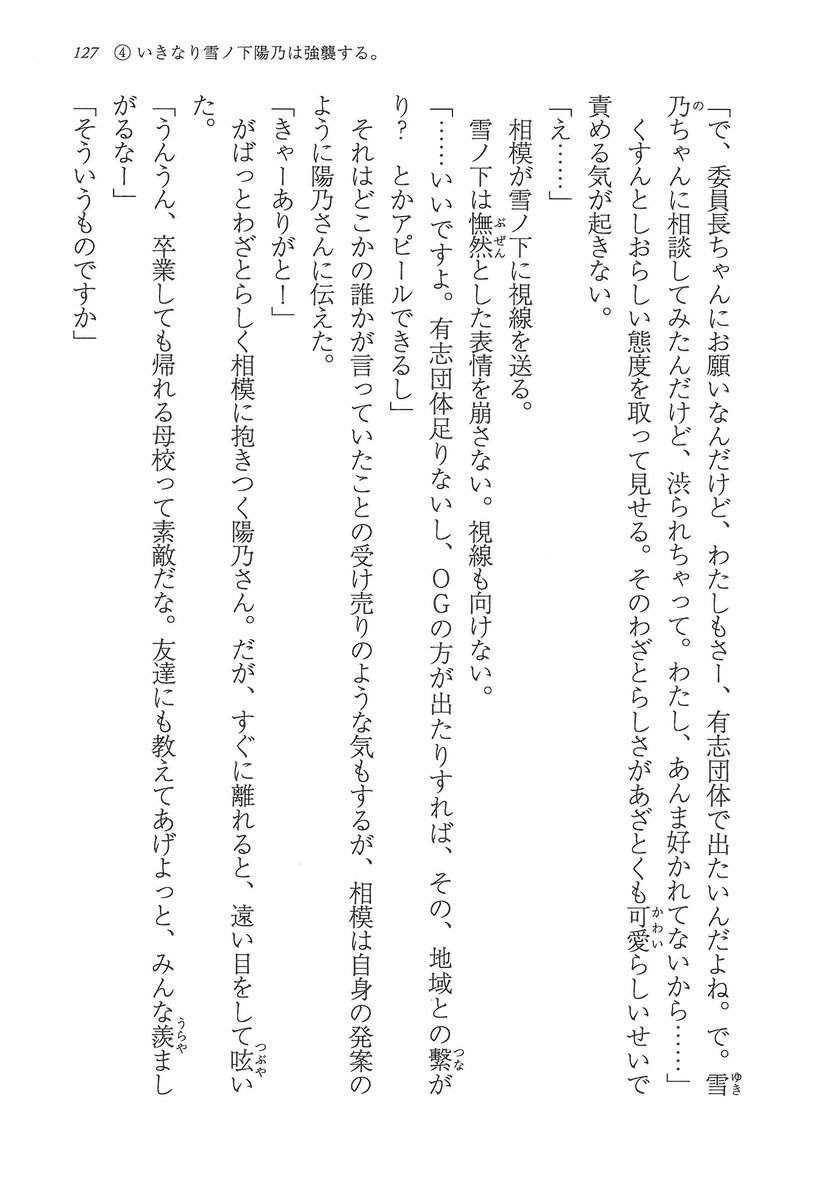 127 ④ いきなり雪ノ下陽乃は強襲する。
「で、委員長ちゃんにお願いなんだけど、わたしもさー、有志団体で出たいんだよね。で。雪
乃ちゃんに相談してみたんだけど、渋られちゃって。わたし、あんま好かれてないから……」
くすんとしおらしい態度を取って見せる。そのわざとらしさがあざとくも可愛らしいせいで
責める気が起きない。
「え……」
相模が雪ノ下に視線を送る。
雪ノ下は憮然とした表情を崩さない。視線も向けない。
「……いいですよ。有志団体足りないし、ＯＧの方が出たりすれば、その、地域との繋が
り？　とかアピールできるし」
それはどこかの誰かが言っていたことの受け売りのような気もするが、相模は自身の発案の
ように陽乃さんに伝えた。
「きゃーありがと！」
がばっとわざとらしく相模に抱きつく陽乃さん。だが、すぐに離れると、遠い目をして呟い
た。
「うんうん、卒業しても帰れる母校って素敵だな。友達にも教えてあげよっと、みんな羨まし
がるなー」
「そういうものですか」